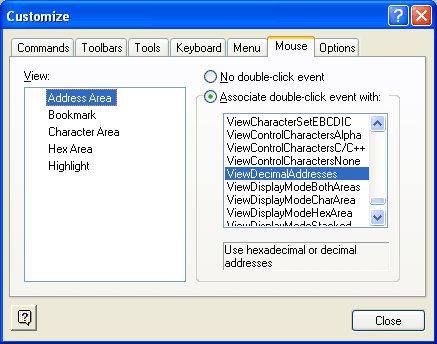 Customize
Commands Toolbars Tools Keyboard Menu Mouse Options
View:
Address Area
Bookmark
Character Area
Hex Area
Highlight
No double-click event
Associate double-click event with:
ViewCharacterSetEBCDIC
ViewControlCharactersAlpha
ViewControlCharactersC/C++
ViewControlCharactersNone
ViewDecimalAddresses
ViewDisplayModeBothAreas
ViewDisplayModeCharArea
ViewDisplayModeHexArea
ViewDisplayModeStacked
Use hexadecimal or decimal
addresses
Close